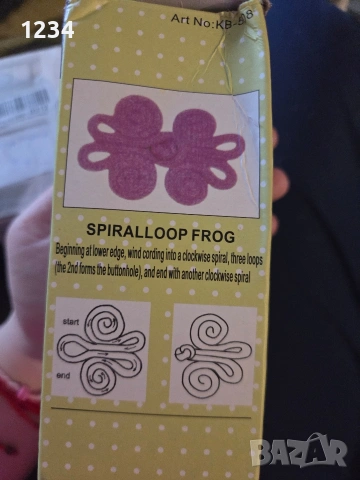 1234
Art No:KB-58
SPIRALLOOP FROG
Beginning at lower edge, wind cording into a clockwise spiral, three loops
(the 2nd forms the buttonhole), and end with another clockwise spiral
start
end
BAZAR